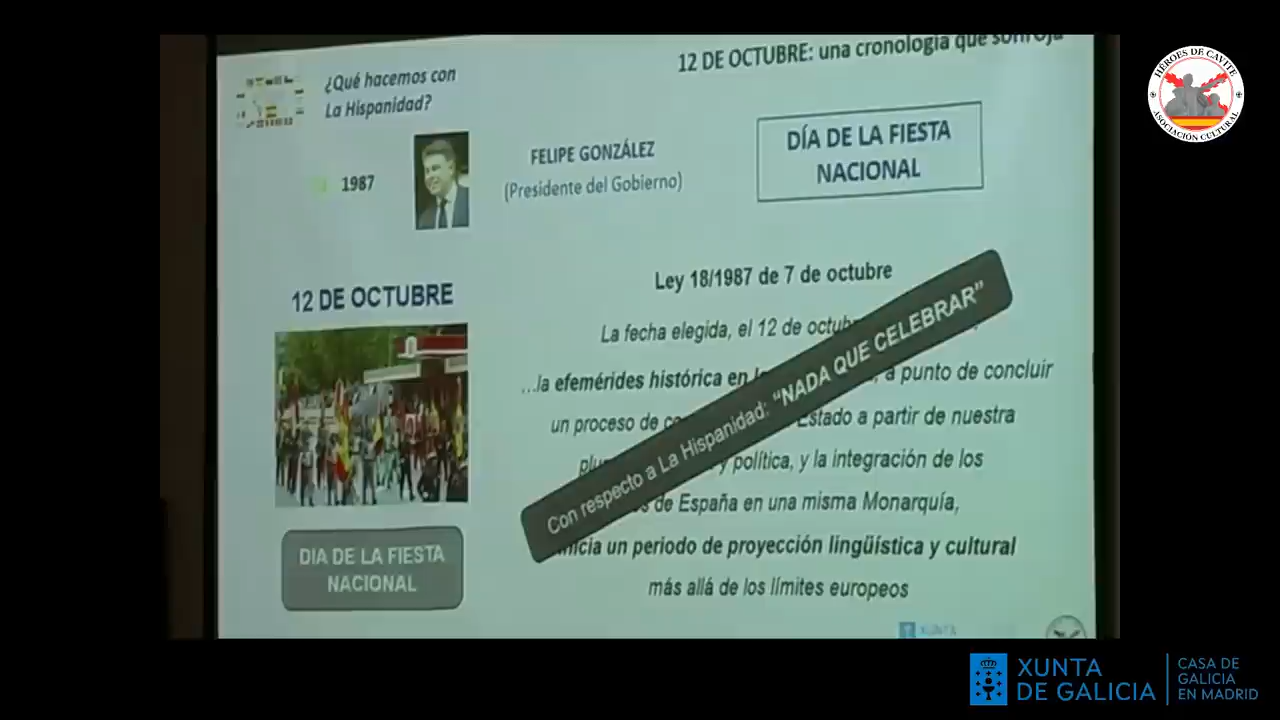 12 DE OCTUBRE: una cronología que sonroja
¿Qué hacemos con
La Hispanidad?
1987
FELIPE GONZÁLEZ
(Presidente del Gobierno)
DÍA DE LA FIESTA
NACIONAL
12 DE OCTUBRE
DIA DE LA FIESTA
NACIONAL
Ley 18/1987 de 7 de octubre
La fecha elegida, el 12 de octub
...la efemérides histórica en a punto de concluir
un proceso de Estado a partir de nuestra
y política, y la integración de los
de España en una misma Monarquía,
un periodo de proyección lingüística y cultural
más allá de los límites europeos
Con respecto a La Hispanidad: “NADA QUE CELEBRAR”
XUNTA
HÉROES DE CAVITE
ASOCIACIÓN CULTURAL
XUNTA
DE GALICIA
CASA DE
GALICIA
EN MADRID